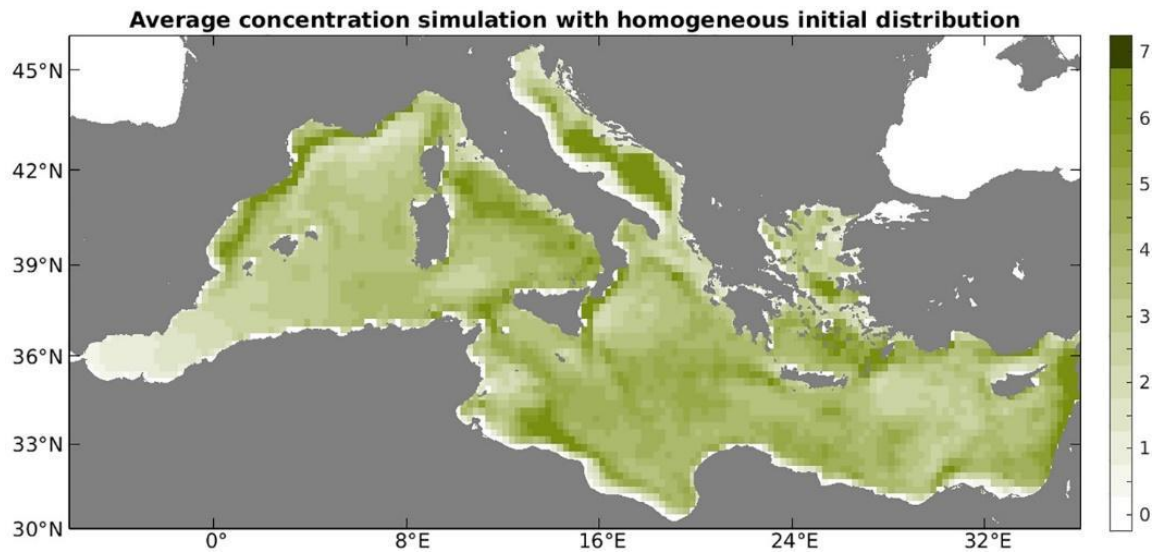 Average concentration simulation with homogeneous initial distribution
45°N
42°N
39°N
36°N
33°N
30°N
0°
8°E
16°E
24°E
32°E
7
6
5
4
3
2
1
0